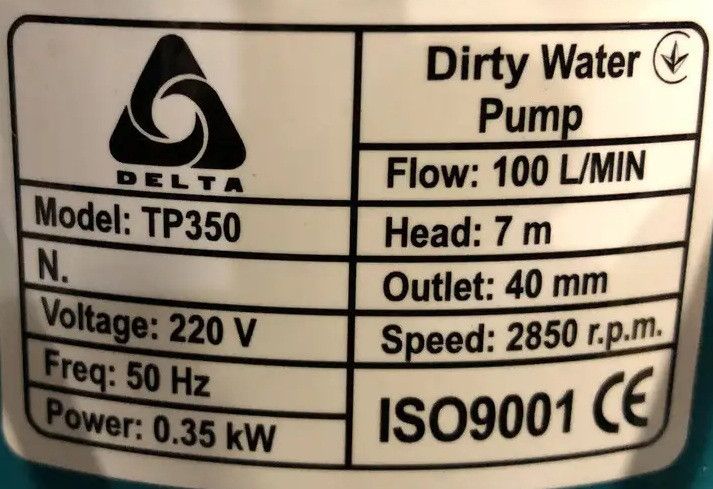 DELTA
Model: TP350
N.
Voltage: 220 V
Freq: 50 Hz
Power: 0.35 kW
Dirty Water
Pump
Flow: 100 L/MIN
Head: 7 m
Outlet: 40 mm
Speed: 2850 r.p.m.
ISO9001 CE